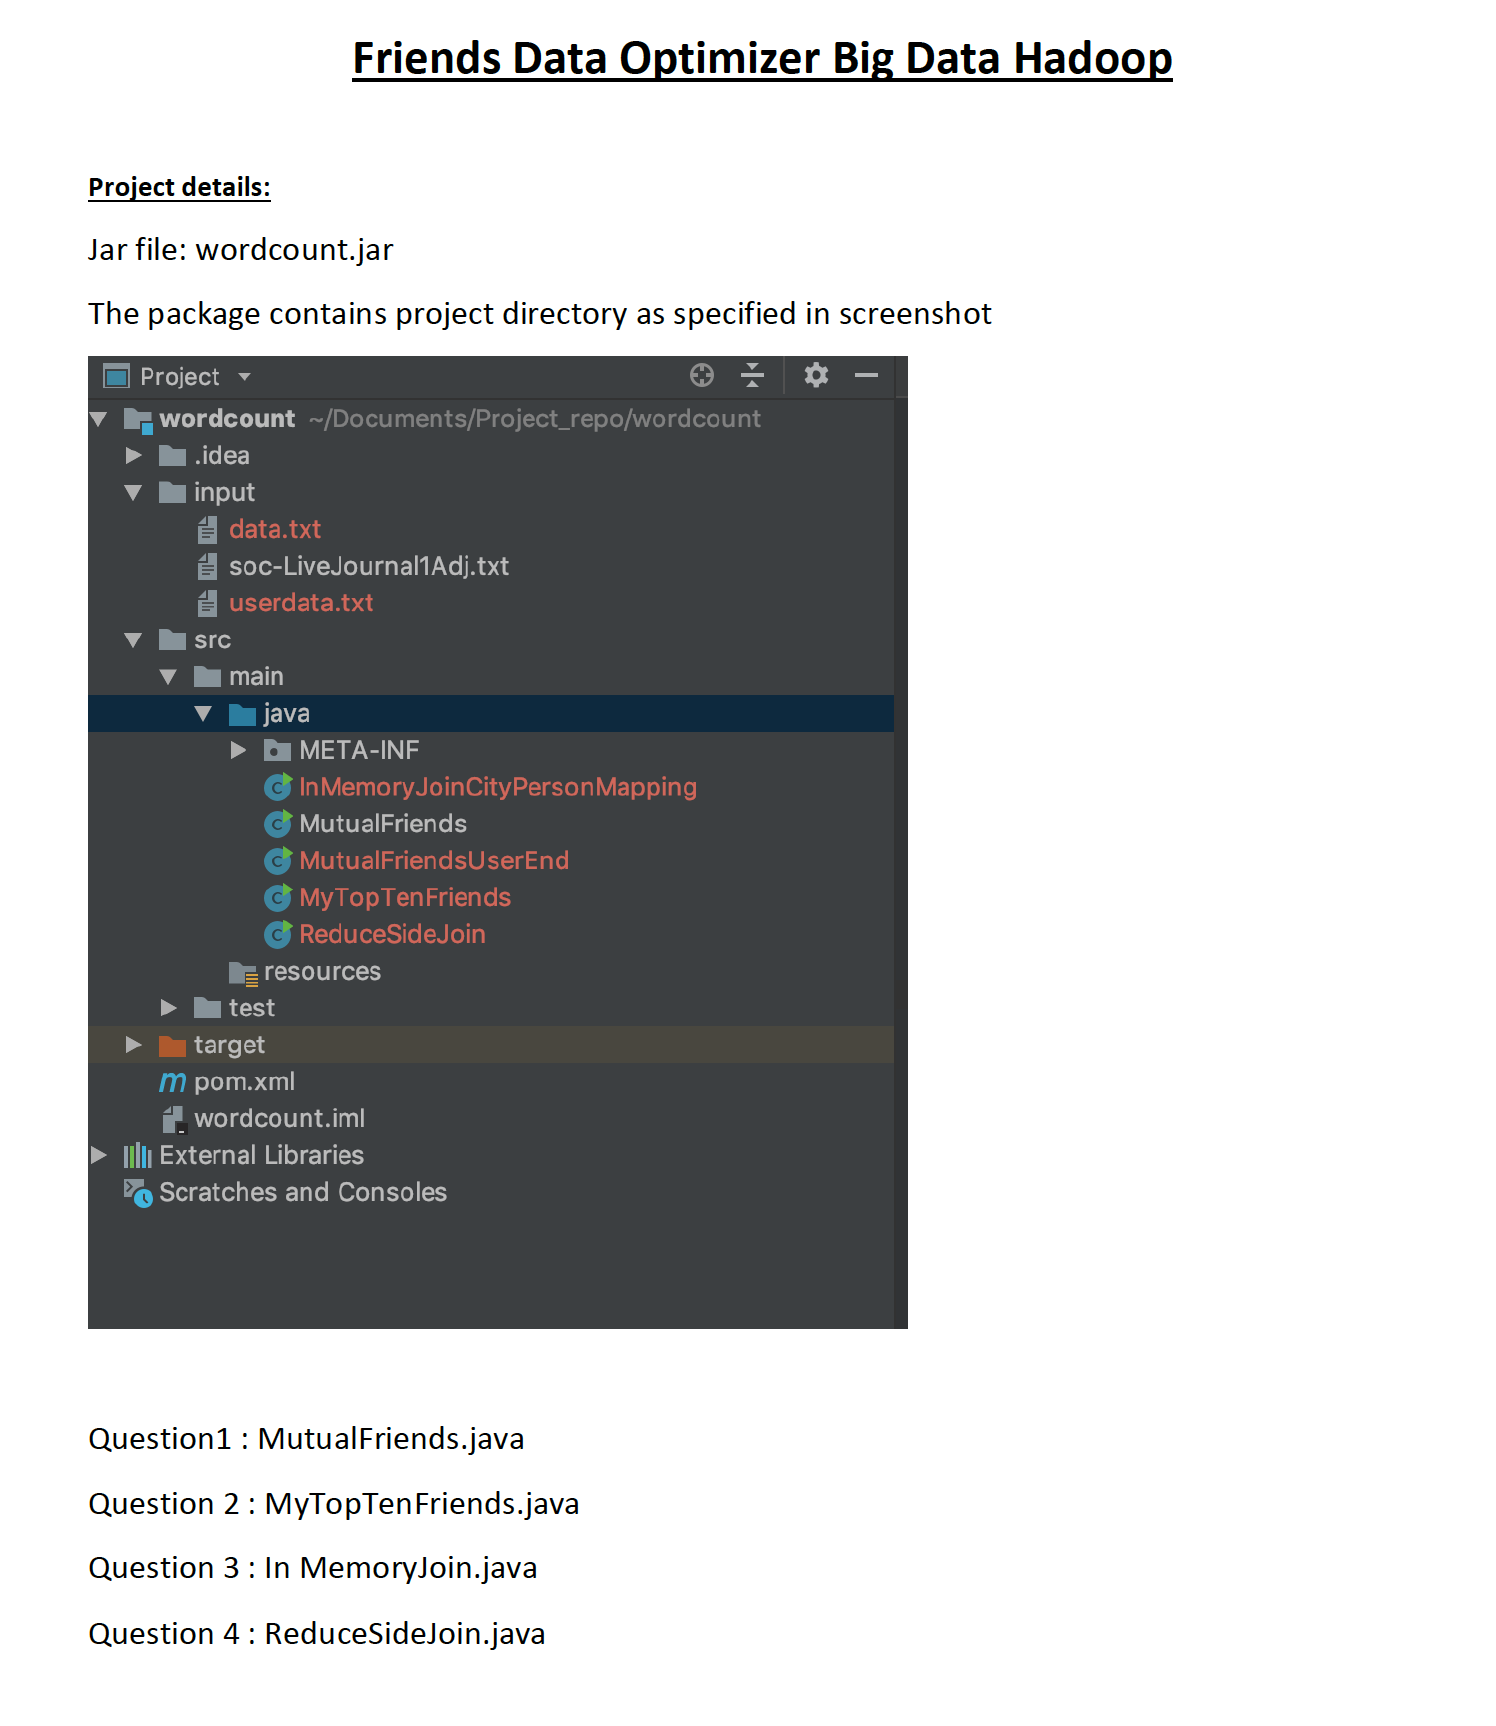 Friends Data Optimizer Big Data Hadoop
Project details:
Jar file: wordcount.jar
The package contains project directory as specified in screenshot
Project
wordcount ~/Documents/Project_repo/wordcount
.idea
input
data.txt
soc-LiveJournal1Adj.txt
userdata.txt
src
main
java
META-INF
InMemoryJoinCityPersonMapping
MutualFriends
MutualFriendsUserEnd
MyTopTenFriends
ReduceSideJoin
resources
test
target
pom.xml
wordcount.iml
External Libraries
Scratches and Consoles
Question1 : MutualFriends.java
Question 2 : MyTopTenFriends.java
Question 3 : In MemoryJoin.java
Question 4 : ReduceSideJoin.java